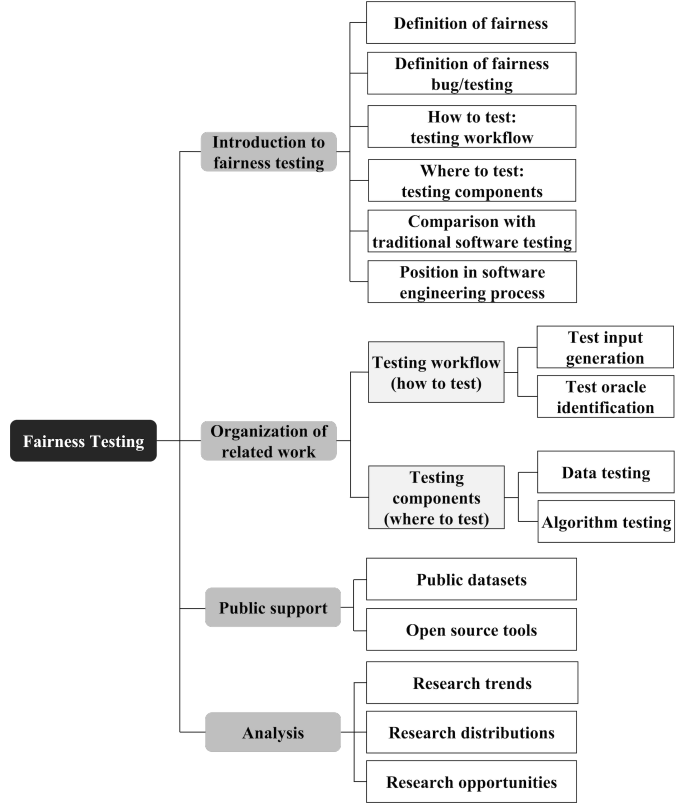 Fairness Testing
Introduction to
fairness testing
Definition of fairness
Definition of fairness
bug/testing
How to test:
testing workflow
Where to test:
testing components
Comparison with
traditional software testing
Position in software
engineering process
Organization of
related work
Testing workflow
(how to test)
Test input
generation
Test oracle
identification
Testing
components
(where to test)
Data testing
Algorithm testing
Public support
Public datasets
Open source tools
Analysis
Research trends
Research distributions
Research opportunities